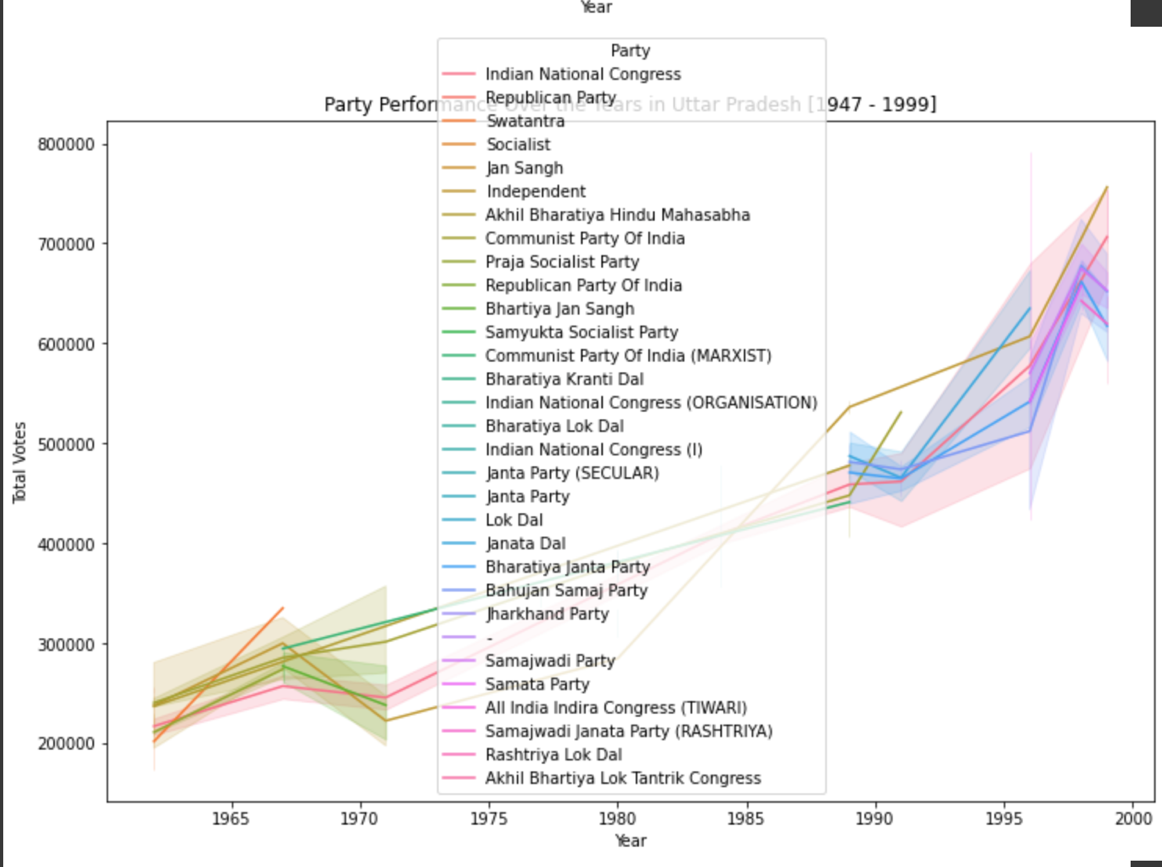 Year
Party
Indian National Congress
Republican Party
Party Performance Over the Years in Uttar Pradesh [1947 - 1999]
Swatantra
Socialist
Jan Sangh
Independent
Akhil Bharatiya Hindu Mahasabha
Communist Party Of India
Praja Socialist Party
Republican Party Of India
Bhartiya Jan Sangh
Samyukta Socialist Party
Communist Party Of India (MARXIST)
Bharatiya Kranti Dal
Indian National Congress (ORGANISATION)
Bharatiya Lok Dal
Indian National Congress (I)
Janta Party (SECULAR)
Janta Party
Lok Dal
Janata Dal
Bharatiya Janta Party
Bahujan Samaj Party
Jharkhand Party
-
Samajwadi Party
Samata Party
All India Indira Congress (TIWARI)
Samajwadi Janata Party (RASHTRIYA)
Rashtriya Lok Dal
Akhil Bhartiya Lok Tantrik Congress
800000
700000
600000
500000
400000
300000
200000
Total Votes
1965 1970 1975 1980 1985 1990 1995 2000
Year